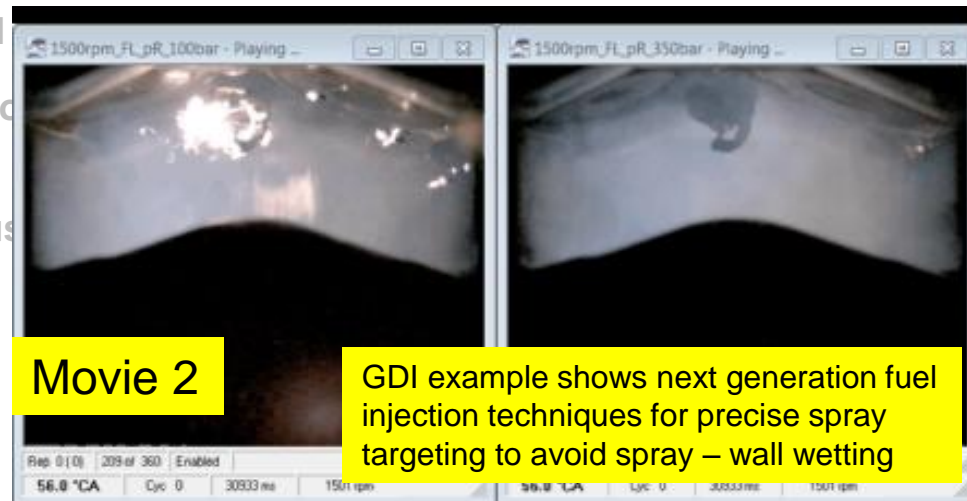 1500rpm_FL_pR_100bar - Playing ...
1500rpm_FL_pR_350bar - Playing ...
Movie 2
GDI example shows next generation fuel
injection techniques for precise spray
targeting to avoid spray – wall wetting
Rep 0 (0) 209 of 360 Enabled
56.0 °CA Cyc 0 30933 ms 1501 rpm
56.0 °CA Cyc 0 30933 ms 1501 rpm